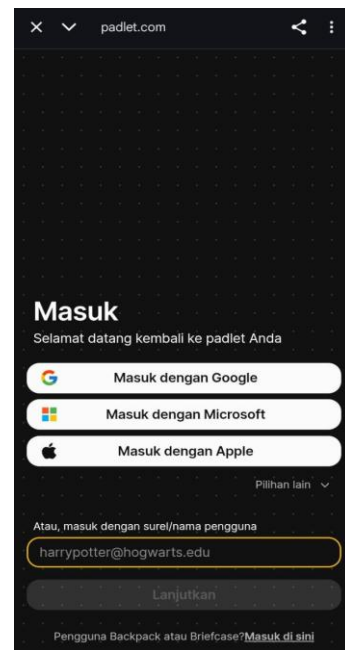 padlet.com
Masuk
Selamat datang kembali ke padlet Anda
Masuk dengan Google
Masuk dengan Microsoft
Masuk dengan Apple
Pilihan lain
Atau, masuk dengan surel/nama pengguna
harrypotter@hogwarts.edu
Lanjutkan
Pengguna Backpack atau Briefcase?Masuk di sini